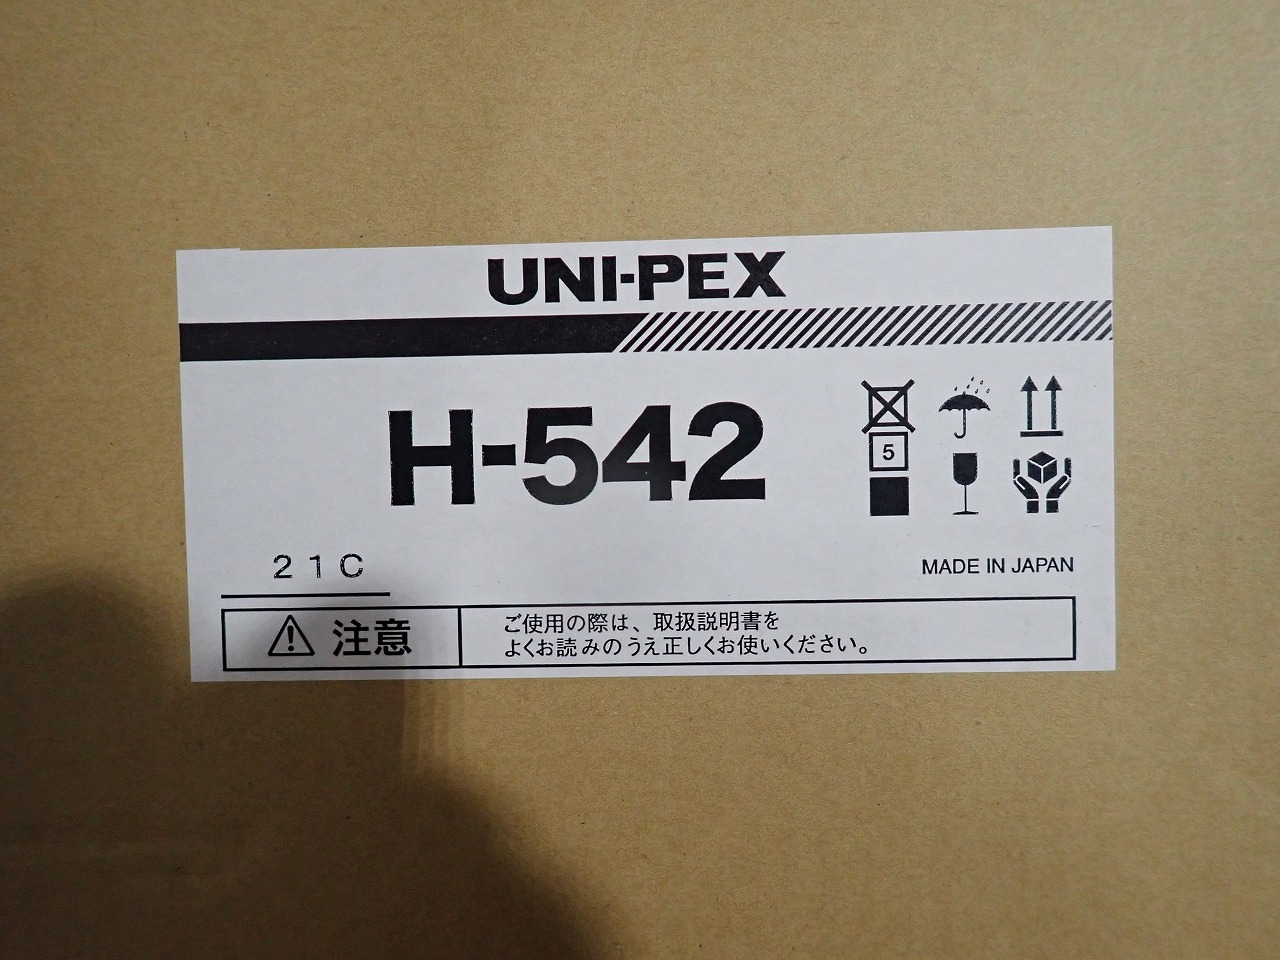 UNI-PEX
H-542
5
21C
MADE IN JAPAN
注意
ご使用の際は、取扱説明書を
よくお読みのうえ正しくお使いください。